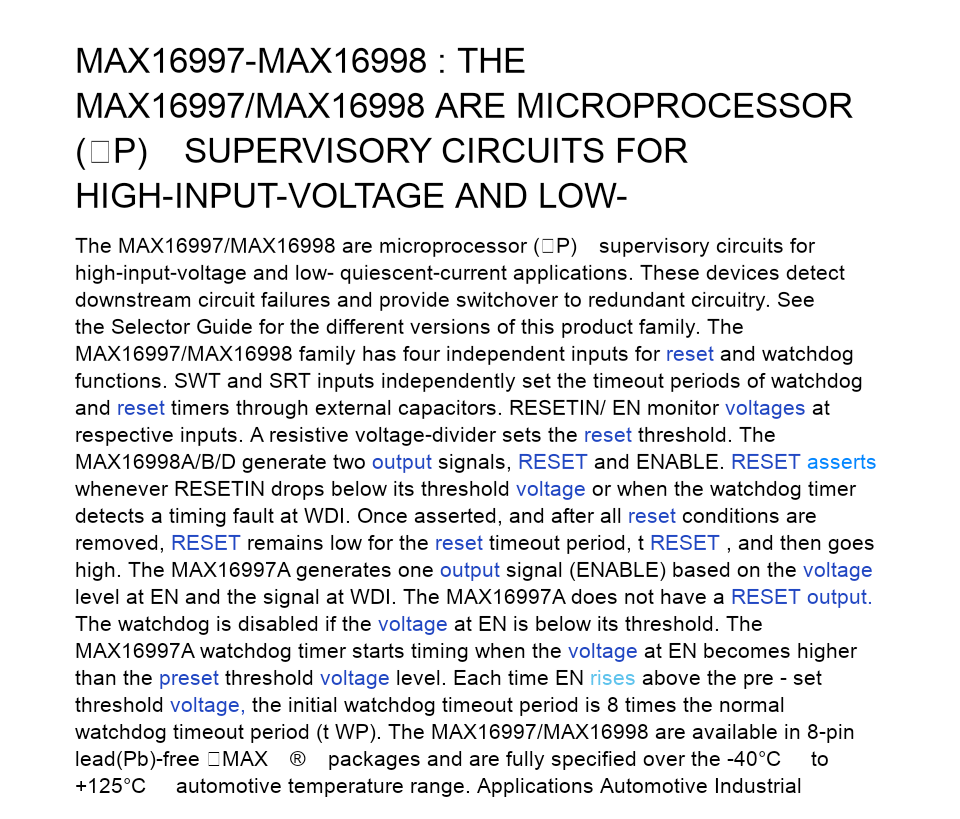 MAX16997-MAX16998 : THE
MAX16997/MAX16998 ARE MICROPROCESSOR
(□P) SUPERVISORY CIRCUITS FOR
HIGH-INPUT-VOLTAGE AND LOW-
The MAX16997/MAX16998 are microprocessor (□P) supervisory circuits for
high-input-voltage and low- quiescent-current applications. These devices detect
downstream circuit failures and provide switchover to redundant circuitry. See
the Selector Guide for the different versions of this product family. The
MAX16997/MAX16998 family has four independent inputs for reset and watchdog
functions. SWT and SRT inputs independently set the timeout periods of watchdog
and reset timers through external capacitors. RESETIN/ EN monitor voltages at
respective inputs. A resistive voltage-divider sets the reset threshold. The
MAX16998A/B/D generate two output signals, RESET and ENABLE. RESET asserts
whenever RESETIN drops below its threshold voltage or when the watchdog timer
detects a timing fault at WDI. Once asserted, and after all reset conditions are
removed, RESET remains low for the reset timeout period, t RESET , and then goes
high. The MAX16997A generates one output signal (ENABLE) based on the voltage
level at EN and the signal at WDI. The MAX16997A does not have a RESET output.
The watchdog is disabled if the voltage at EN is below its threshold. The
MAX16997A watchdog timer starts timing when the voltage at EN becomes higher
than the preset threshold voltage level. Each time EN rises above the pre - set
threshold voltage, the initial watchdog timeout period is 8 times the normal
watchdog timeout period (t WP). The MAX16997/MAX16998 are available in 8-pin
lead(Pb)-free □MAX ® packages and are fully specified over the -40°C to
+125°C automotive temperature range. Applications Automotive Industrial